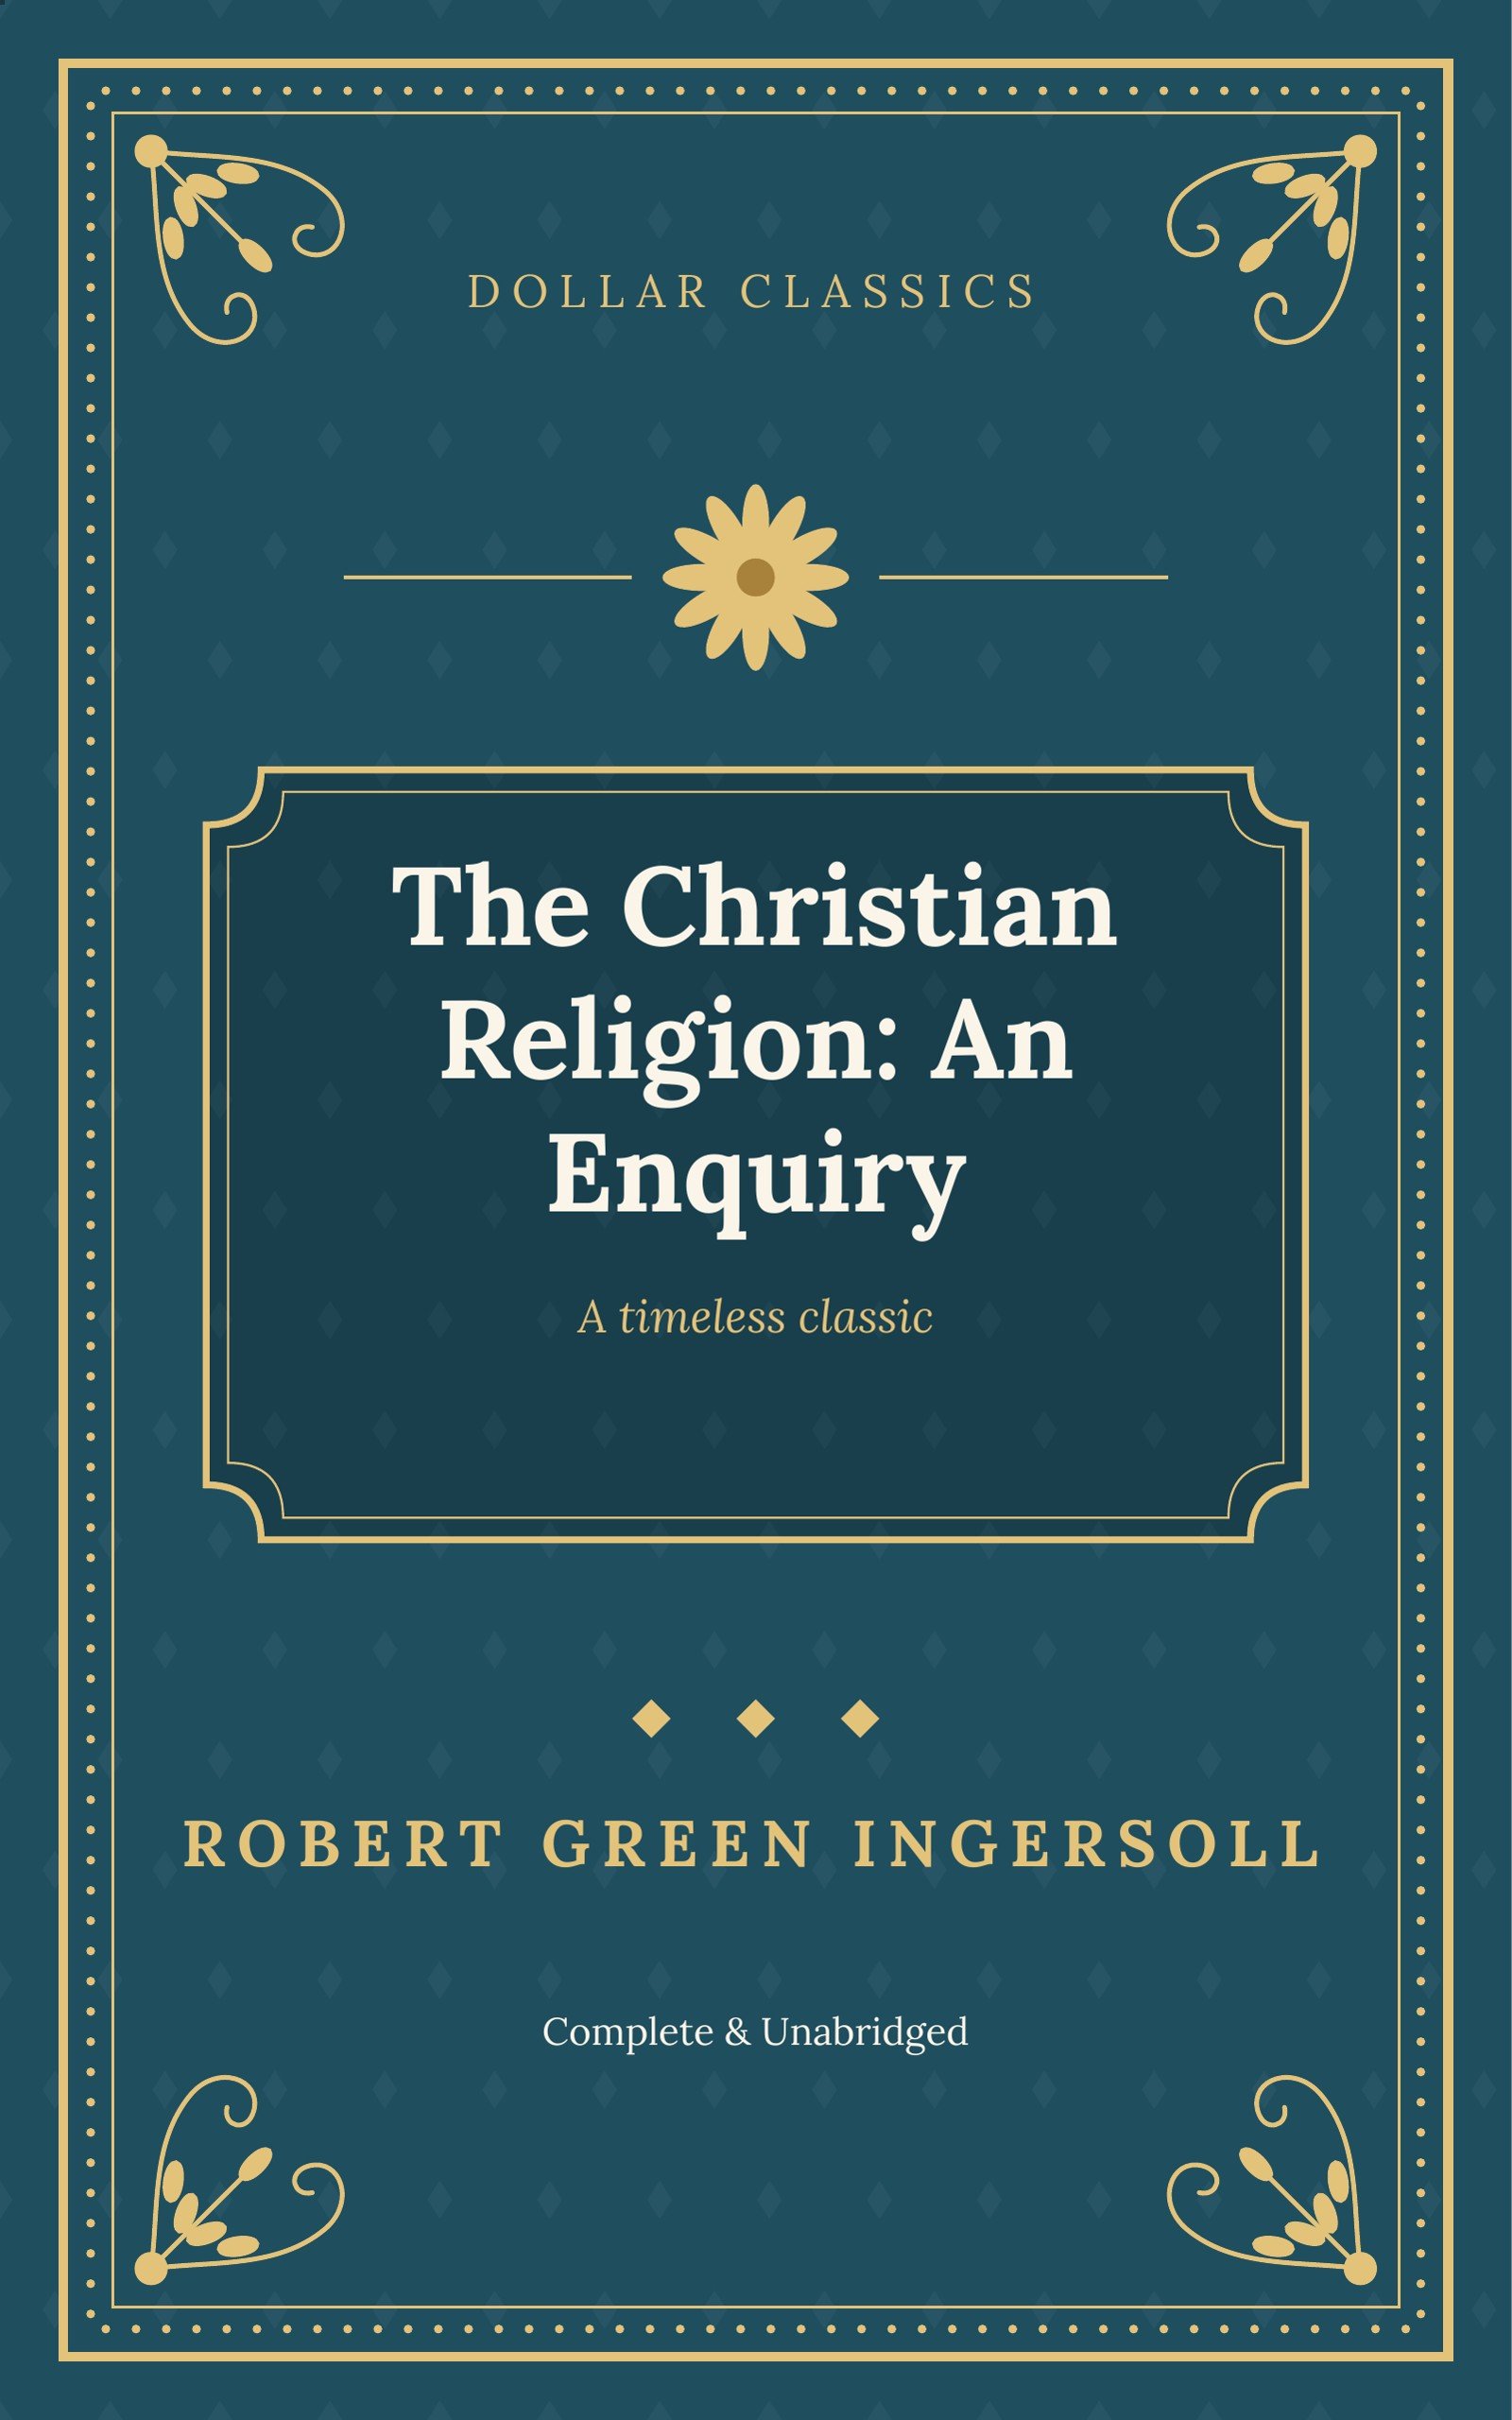 DOLLAR CLASSICS
The Christian
Religion: An
Enquiry
A timeless classic
ROBERT GREEN INGERSOLL
Complete & Unabridged